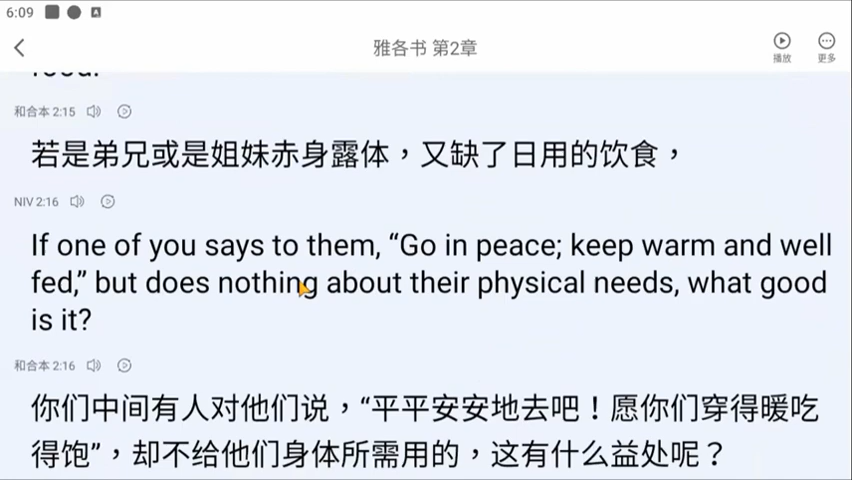 6:09
雅各书 第2章
播放
更多
food.
和合本 2:15
若是弟兄或是姐妹赤身露体，又缺了日用的饮食，
NIV 2:16
If one of you says to them, “Go in peace; keep warm and well
fed,” but does nothing about their physical needs, what good
is it?
和合本 2:16
你们中间有人对他们说，“平平安安地去吧！愿你们穿得暖吃
得饱”，却不给他们身体所需用的，这有什么益处呢？